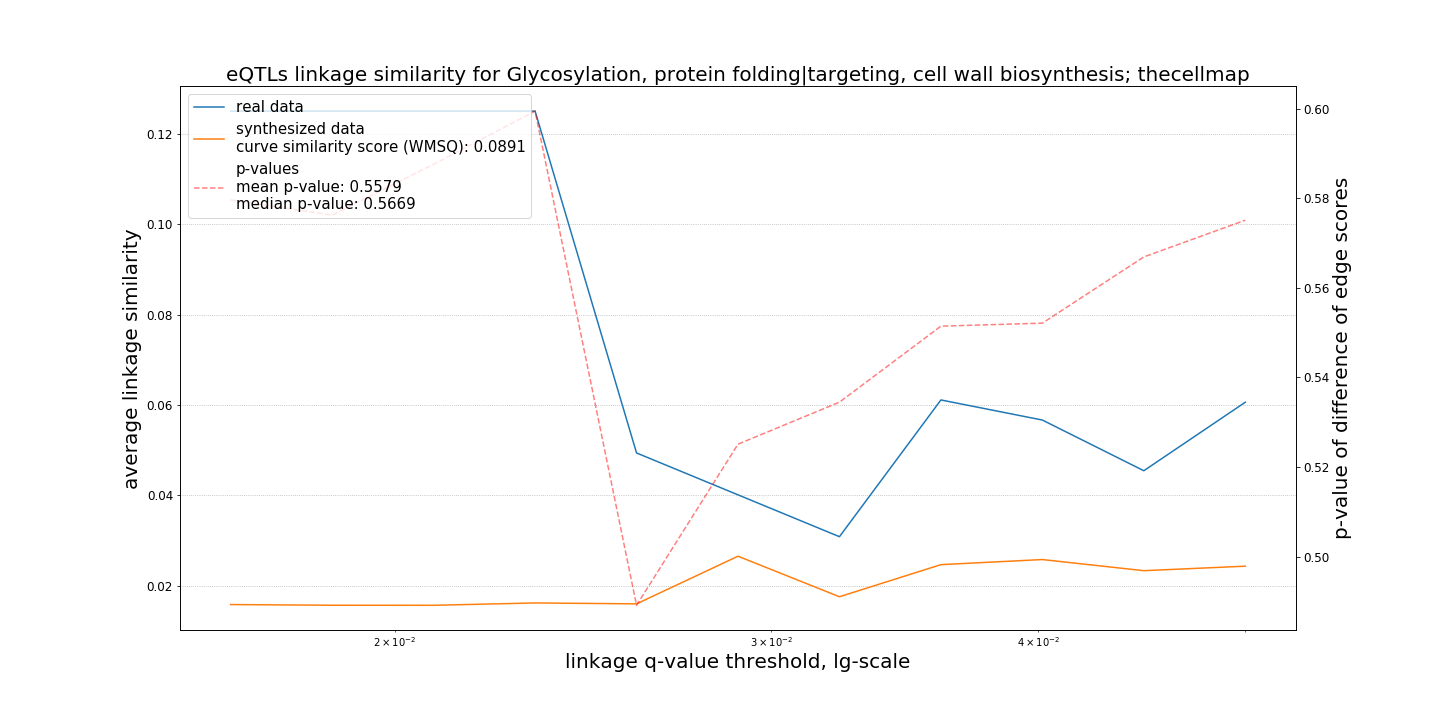 eQTLs linkage similarity for Glycosylation, protein folding|targeting, cell wall biosynthesis; thecellmap
real data
synthesized data
curve similarity score (WMSQ): 0.0891
p-values
mean p-value: 0.5579
median p-value: 0.5669
average linkage similarity
0.12
0.10
0.08
0.06
0.04
0.02
0.60
0.58
0.56
0.54
0.52
0.50
p-value of difference of edge scores
2 × 10⁻²
3 × 10⁻²
4 × 10⁻²
linkage q-value threshold, lg-scale